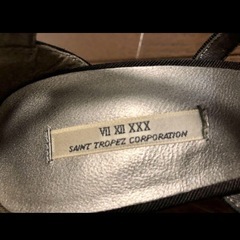 VII XII XXX
SAINT TROPEZ CORPORATION